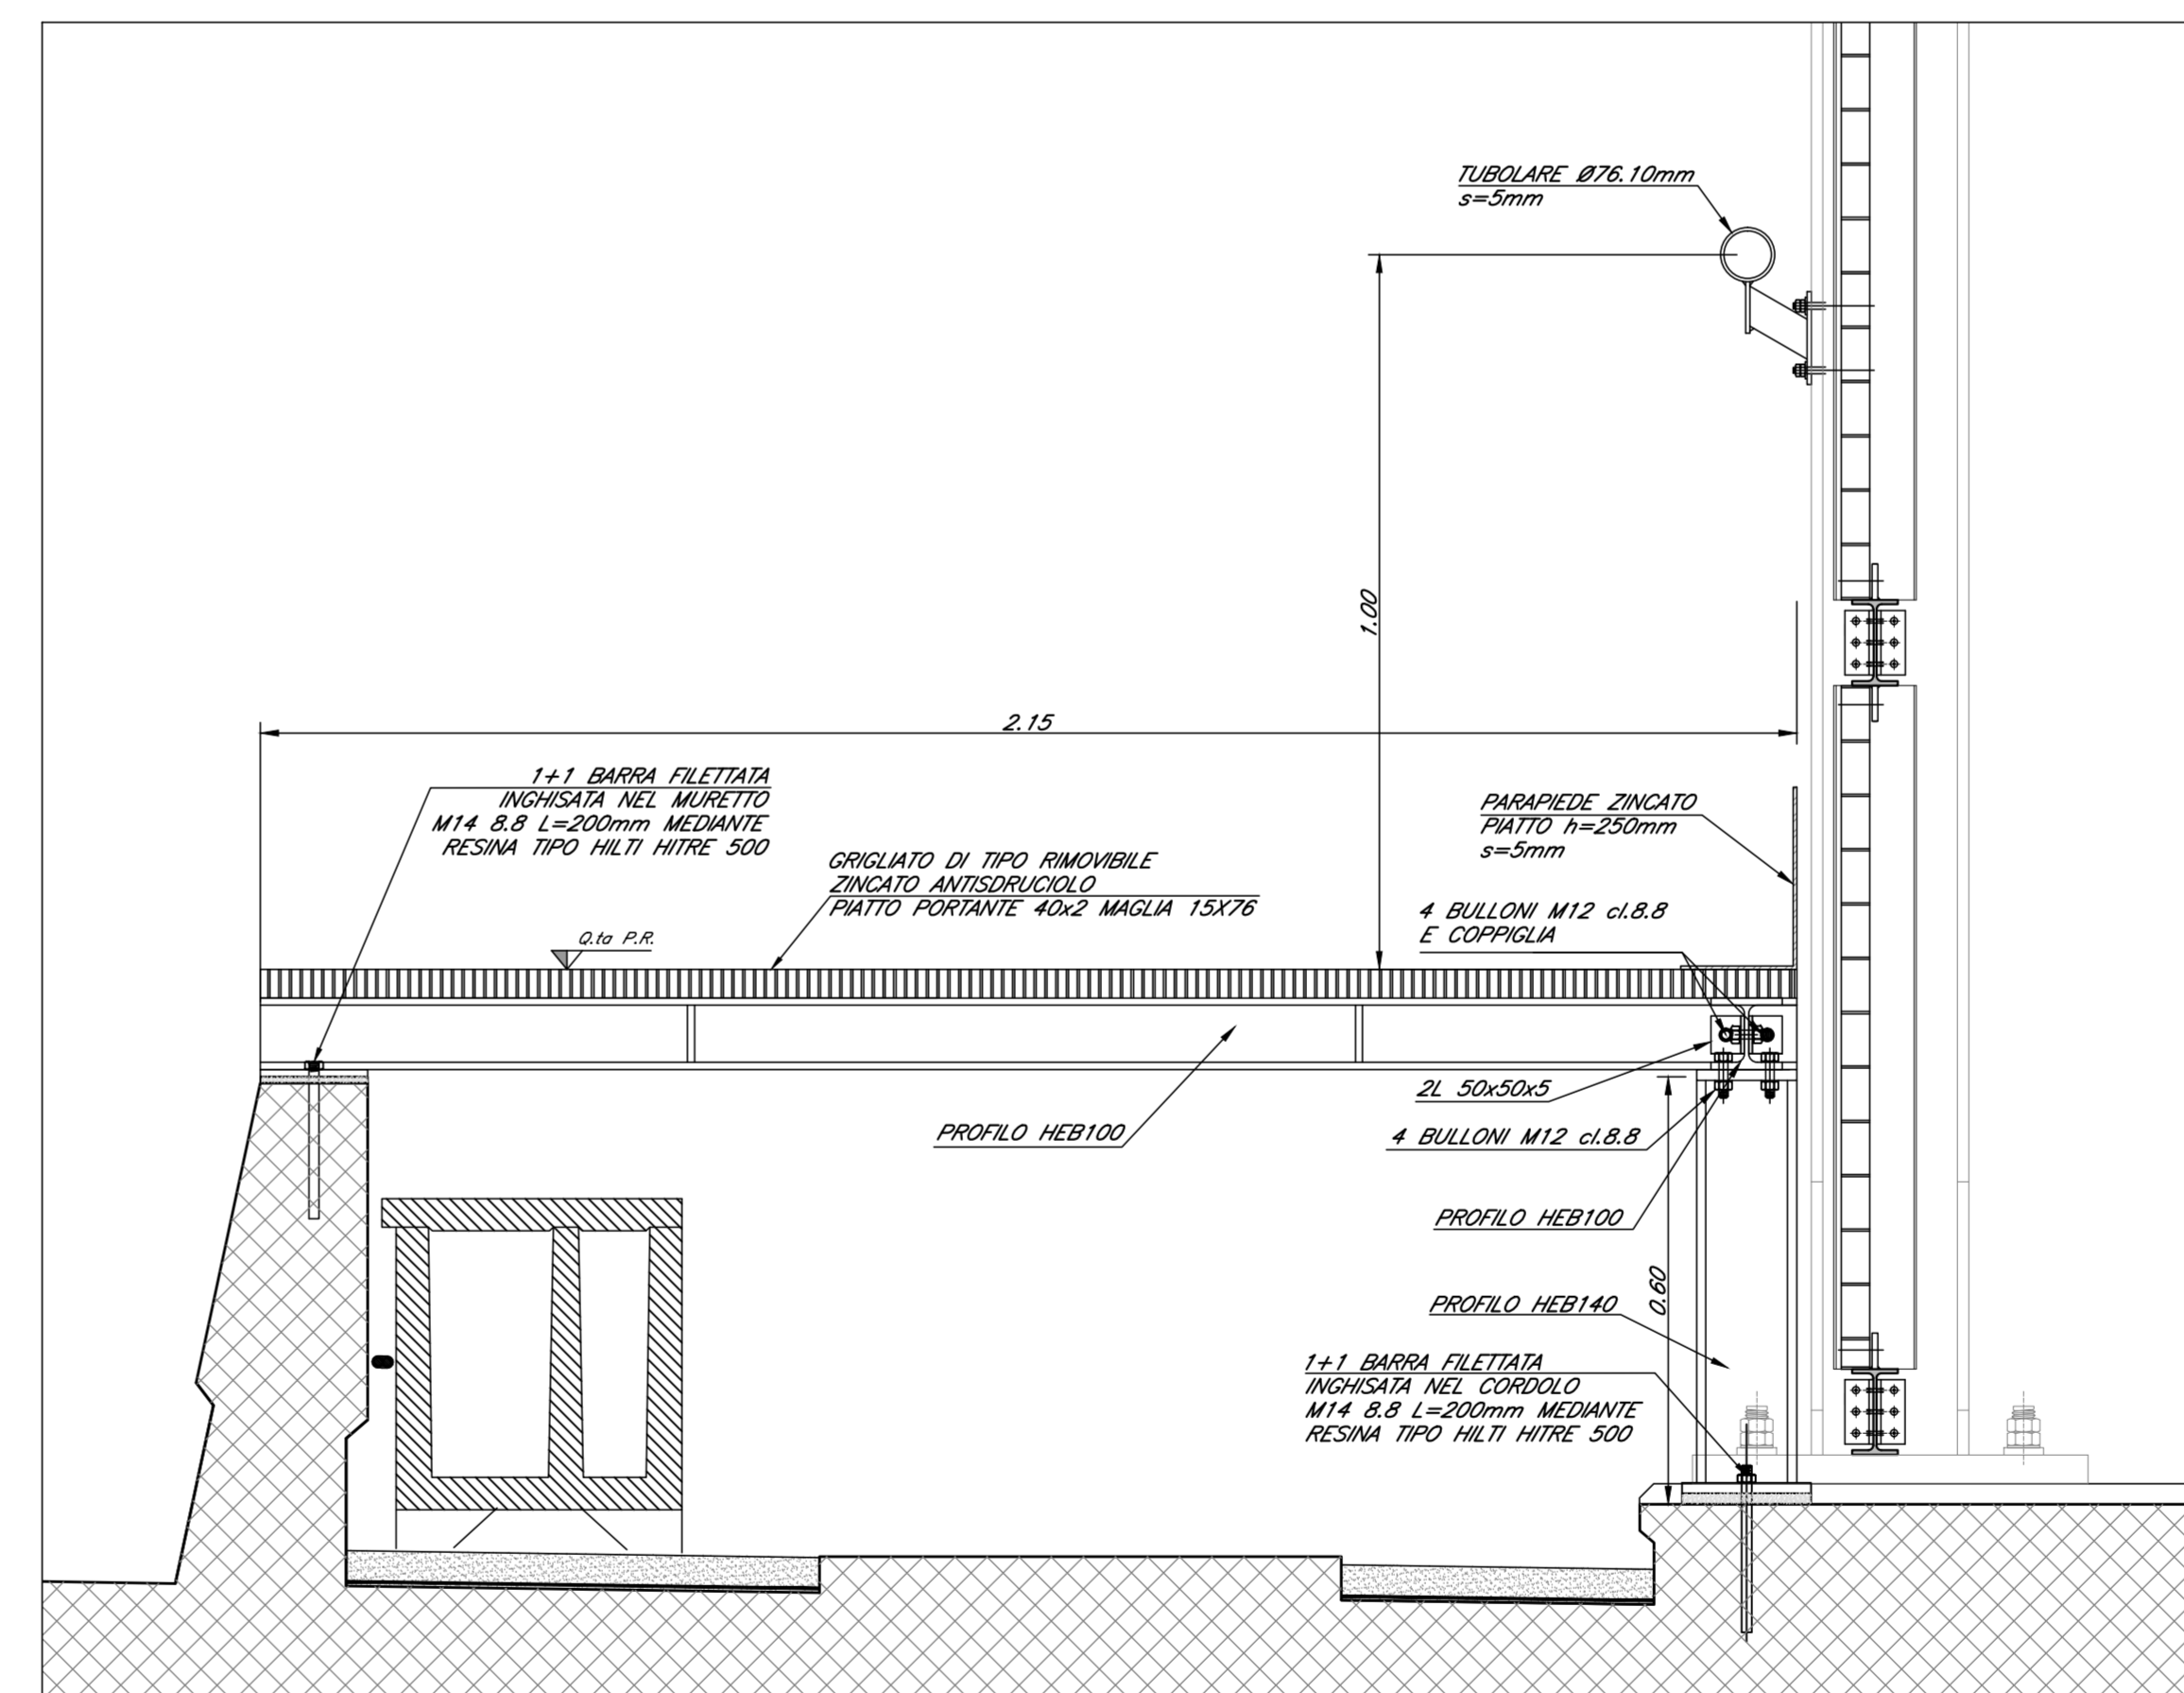 TUBOLARE Ø76.10mm
s=5mm
1.00
2.15
1+1 BARRA FILETTATA
INGHISATA NEL MURETTO
M14 8.8 L=200mm MEDIANTE
RESINA TIPO HILTI HITRE 500
GRIGLIATO DI TIPO RIMOVIBILE
ZINCATO ANTISDRUCIOLO
PIATTO PORTANTE 40x2 MAGLIA 15X76
PARAPIEDE ZINCATO
PIATTO h=250mm
s=5mm
4 BULLONI M12 cl.8.8
E COPPIGLIA
Q.ta P.R.
2L 50x50x5
PROFILO HEB100
4 BULLONI M12 cl.8.8
PROFILO HEB100
0.60
PROFILO HEB140
1+1 BARRA FILETTATA
INGHISATA NEL CORDOLO
M14 8.8 L=200mm MEDIANTE
RESINA TIPO HILTI HITRE 500